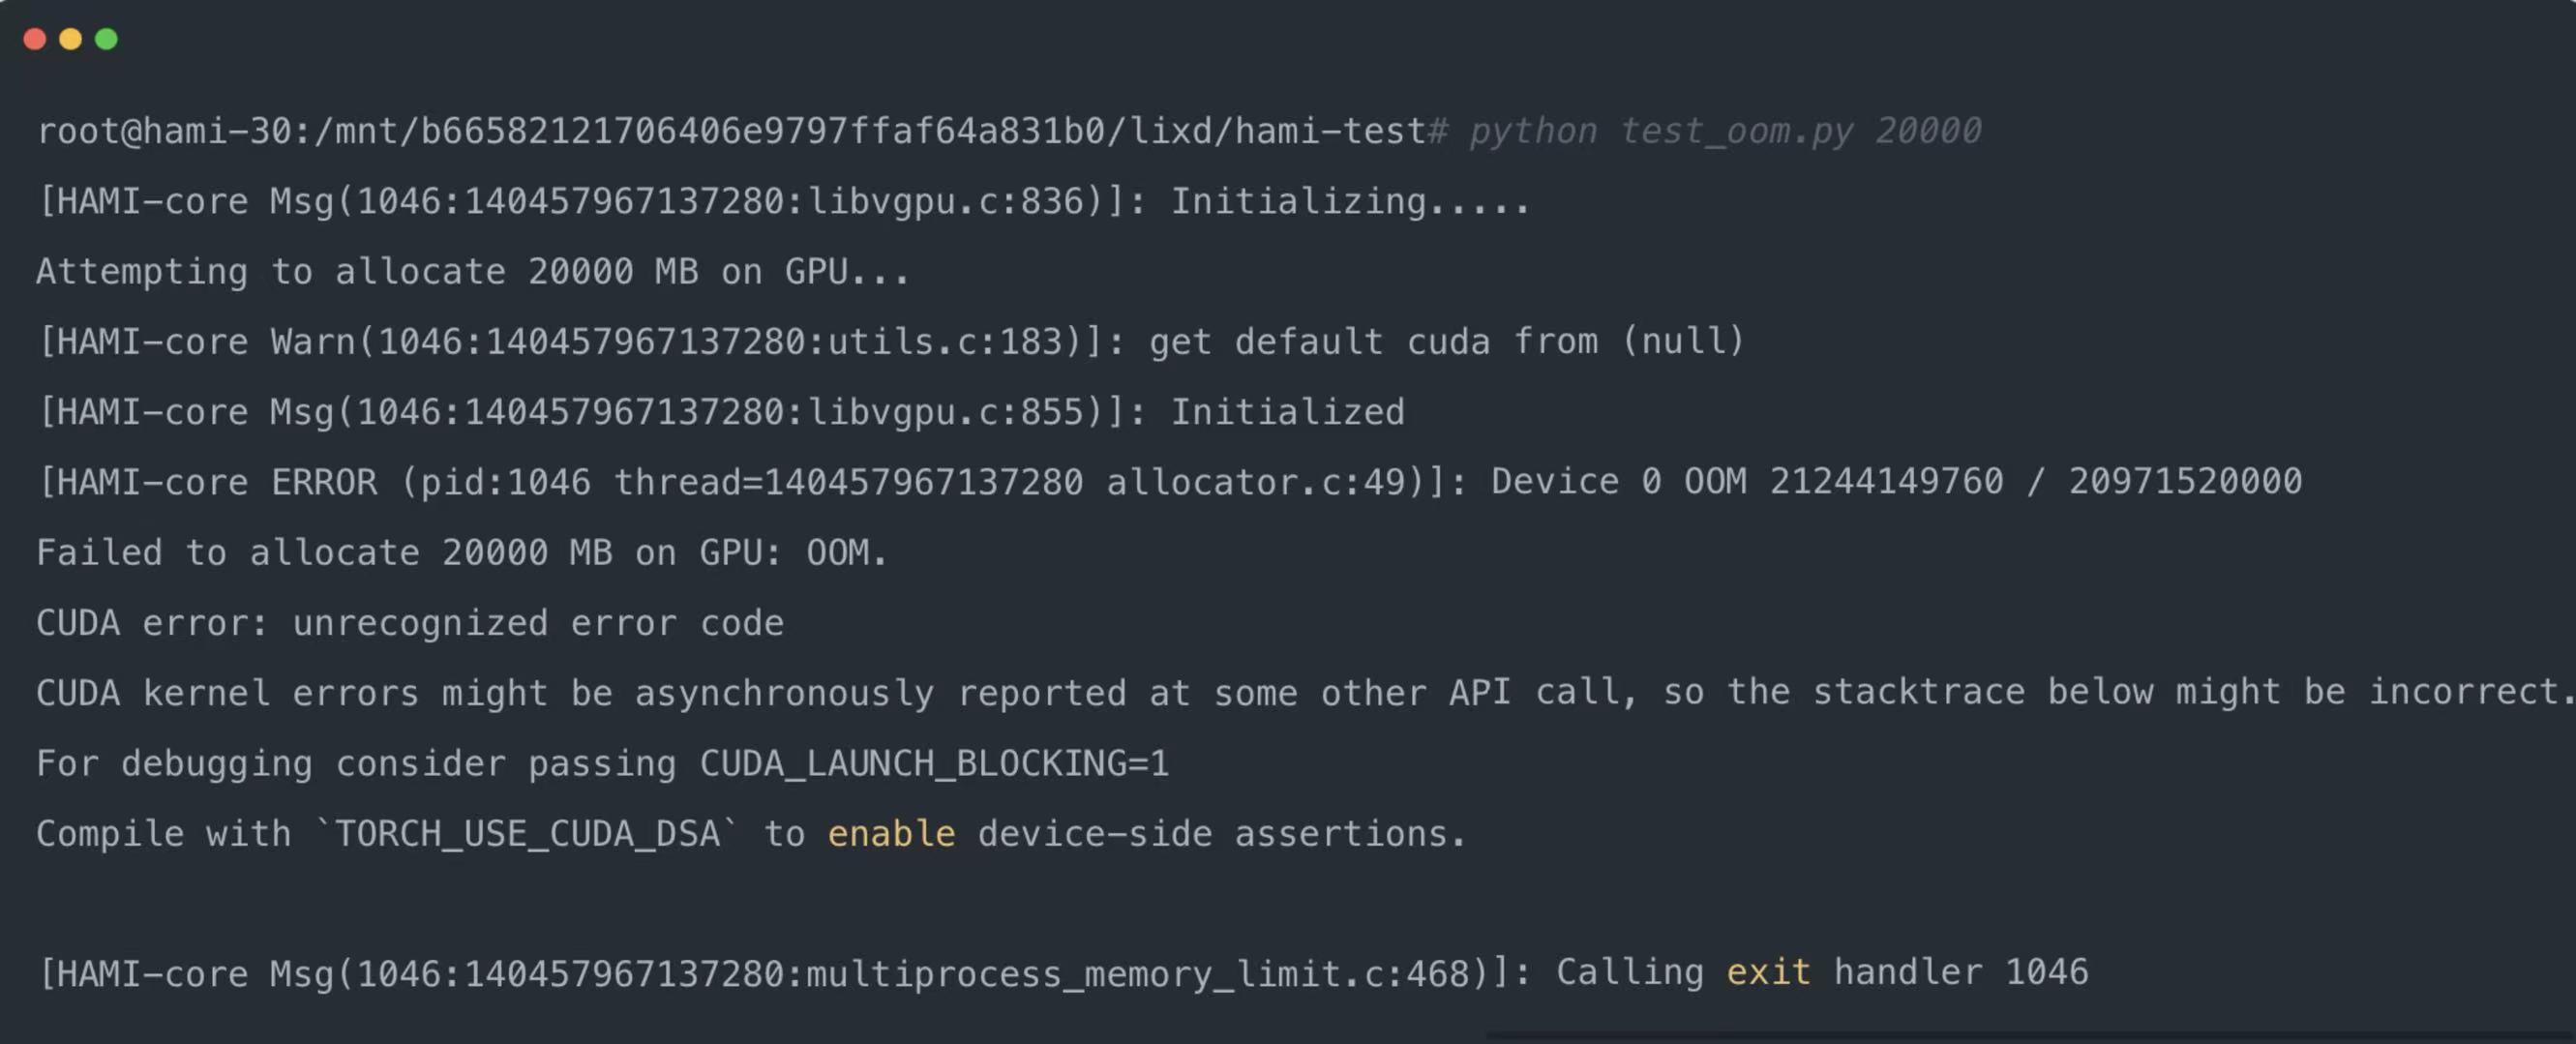 root@hami-30:/mnt/b66582121706406e9797ffaf64a831b0/lixd/hami-test# python test_oom.py 20000
[HAMI-core Msg(1046:140457967137280:libvgpu.c:836)]: Initializing.....
Attempting to allocate 20000 MB on GPU...
[HAMI-core Warn(1046:140457967137280:utils.c:183)]: get default cuda from (null)
[HAMI-core Msg(1046:140457967137280:libvgpu.c:855)]: Initialized
[HAMI-core ERROR (pid:1046 thread=140457967137280 allocator.c:49)]: Device 0 OOM 21244149760 / 20971520000
Failed to allocate 20000 MB on GPU: OOM.
CUDA error: unrecognized error code
CUDA kernel errors might be asynchronously reported at some other API call, so the stacktrace below might be incorrect.
For debugging consider passing CUDA_LAUNCH_BLOCKING=1
Compile with `TORCH_USE_CUDA_DSA` to enable device-side assertions.
[HAMI-core Msg(1046:140457967137280:multiprocess_memory_limit.c:468)]: Calling exit handler 1046